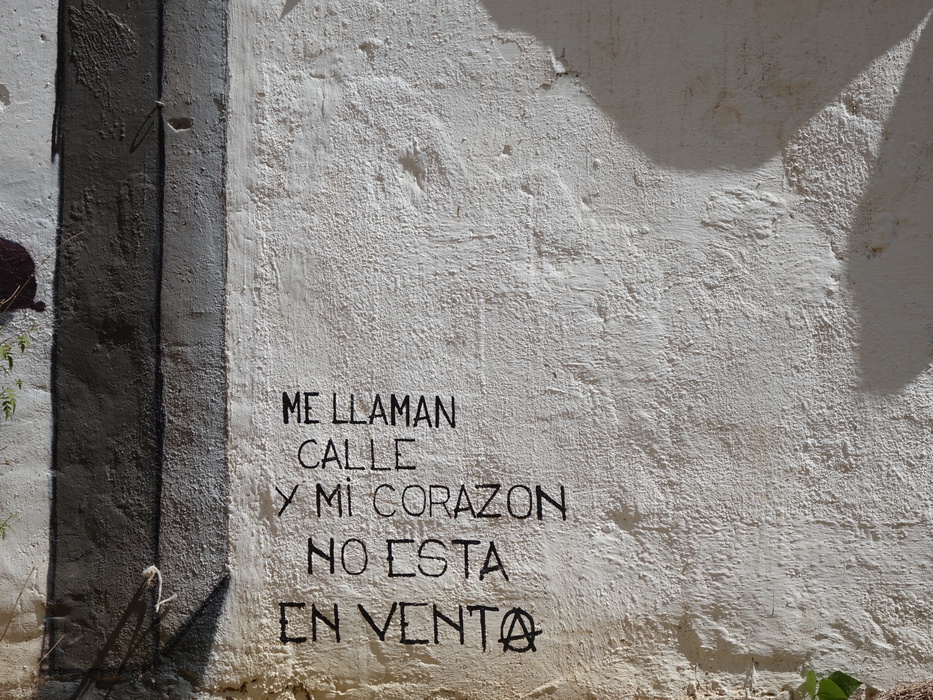 ME LLAMAN
CALLE
Y Mi CORAZON
NO ESTA
EN VENTA